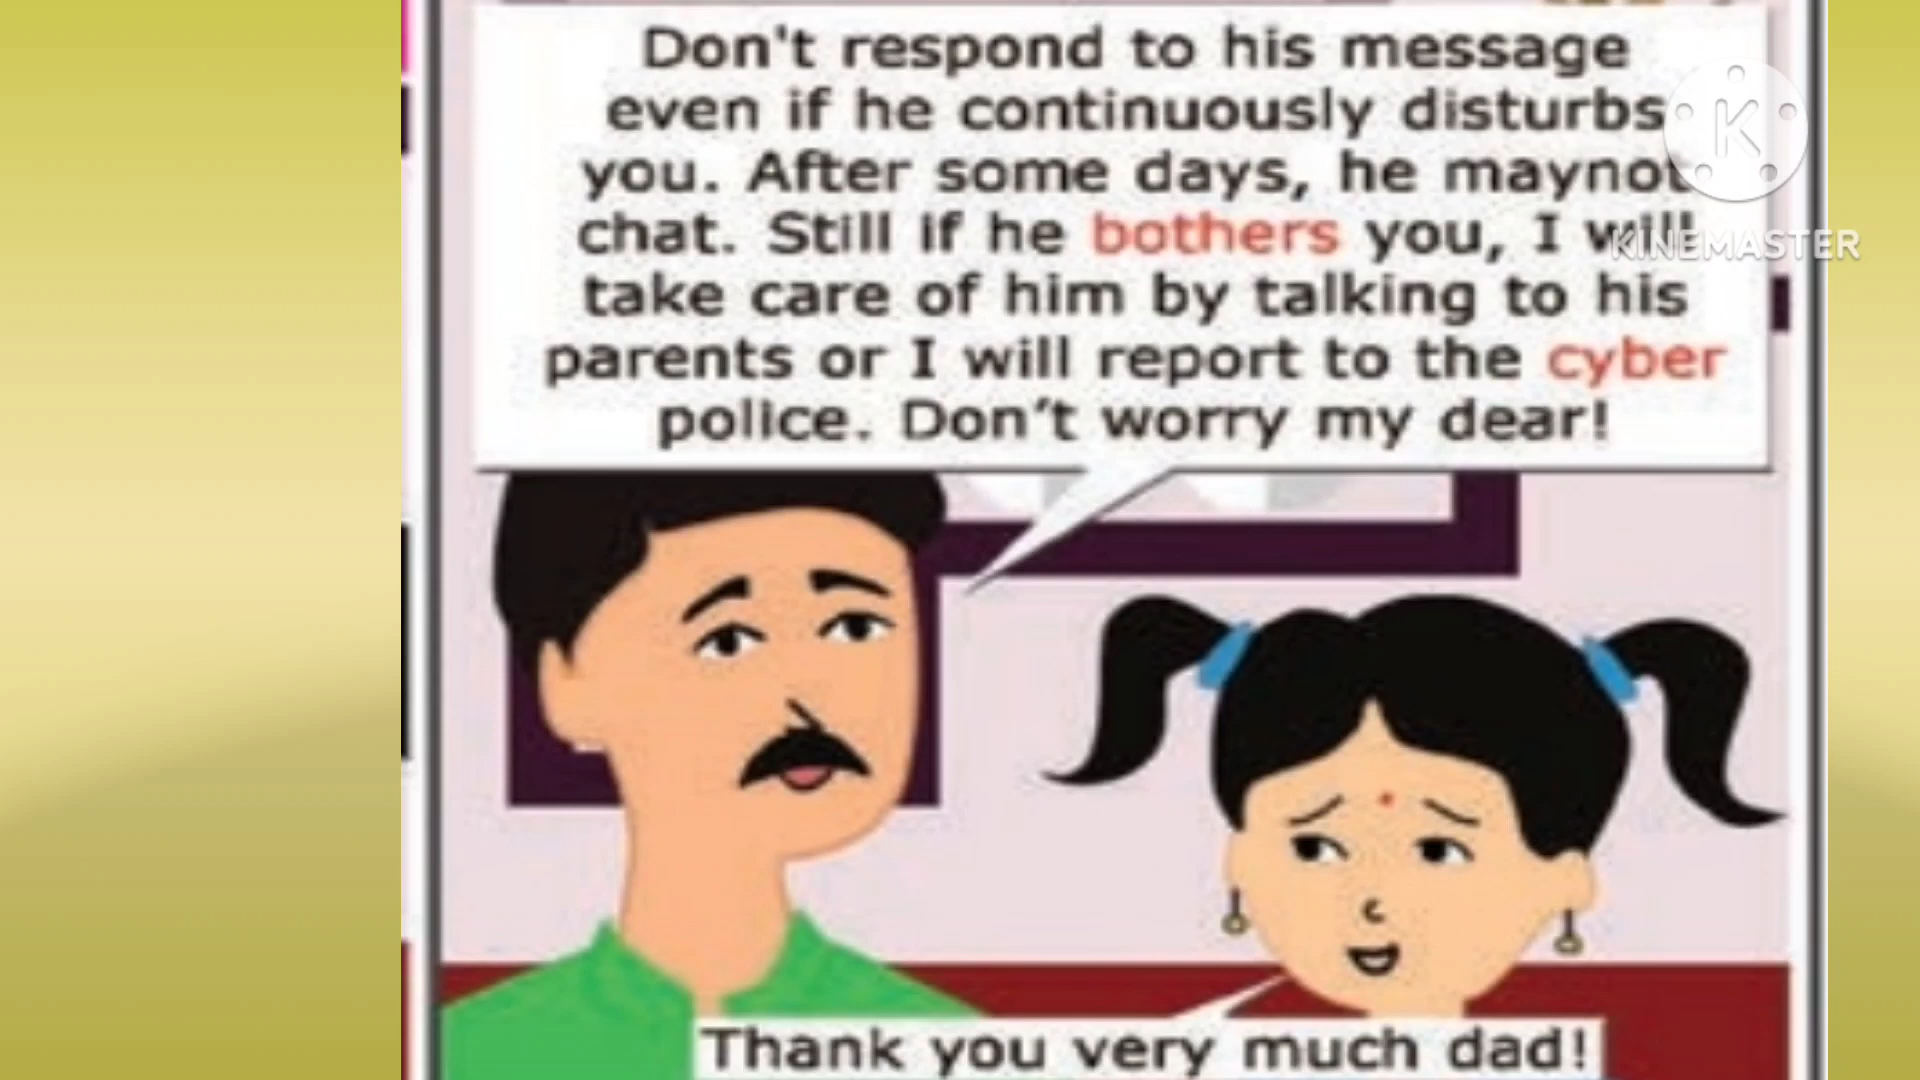 Don't respond to his message
even if he continuously disturbs
you. After some days, he maynot
chat. Still if he bothers you, I will
take care of him by talking to his
parents or I will report to the cyber
police. Don't worry my dear!
K
KINEMASTER
Thank you very much dad!